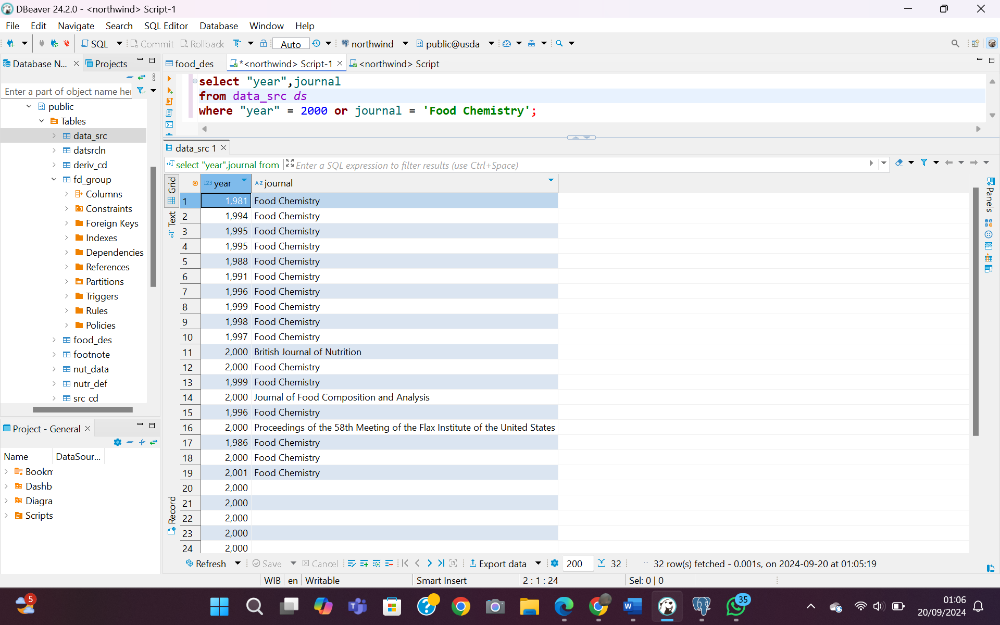 DBeaver 24.2.0 - <northwind> Script-1
File Edit Navigate Search SQL Editor Database Window Help
SQL Commit Rollback Auto northwind public@usda
Database N... Projects
food_des *<northwind> Script-1 <northwind> Script
Enter a part of object name her
public
Tables
data_src
datsrcln
deriv_cd
fd_group
Columns
Constraints
Foreign Keys
Indexes
Dependencies
References
Partitions
Triggers
Rules
Policies
food_des
footnote
nut_data
nutr_def
src_cd
Project - General
Name DataSour...
Bookm
Dashb
Diagra
Scripts
select "year",journal
from data_src ds
where "year" = 2000 or journal = 'Food Chemistry';
data_src 1
select "year",journal from Enter a SQL expression to filter results (use Ctrl+Space)
Grid
Text
Record
Panels
123 year A-Z journal
1 1,981 Food Chemistry
2 1,994 Food Chemistry
3 1,995 Food Chemistry
4 1,995 Food Chemistry
5 1,988 Food Chemistry
6 1,991 Food Chemistry
7 1,996 Food Chemistry
8 1,999 Food Chemistry
9 1,998 Food Chemistry
10 1,997 Food Chemistry
11 2,000 British Journal of Nutrition
12 2,000 Food Chemistry
13 1,999 Food Chemistry
14 2,000 Journal of Food Composition and Analysis
15 1,996 Food Chemistry
16 2,000 Proceedings of the 58th Meeting of the Flax Institute of the United States
17 1,986 Food Chemistry
18 2,000 Food Chemistry
19 2,001 Food Chemistry
20 2,000
21 2,000
22 2,000
23 2,000
24 2,000
Refresh Save Cancel Export data 200 32 32 row(s) fetched - 0.001s, on 2024-09-20 at 01:05:19
WIB en Writable Smart Insert 2 : 1 : 24 Sel: 0 | 0
5
35
01:06
20/09/2024